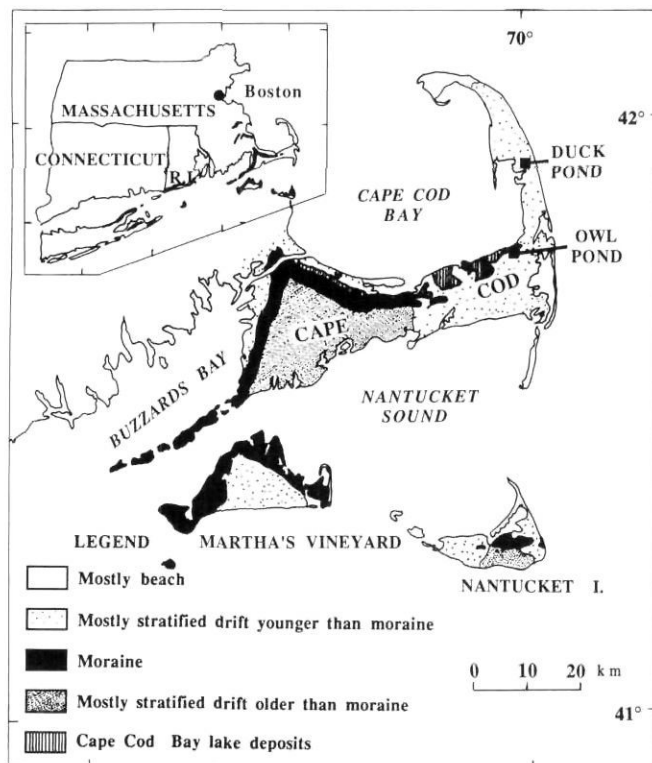 70°
42°
Boston
MASSACHUSETTS
CONNECTICUT
R.I.
DUCK
POND
CAPE COD
BAY
OWL
POND
COD
CAPE
BUZZARDS BAY
NANTUCKET
SOUND
LEGEND
MARTHA'S VINEYARD
NANTUCKET I.
Mostly beach
Mostly stratified drift younger than moraine
Moraine
0 10 20 km
Mostly stratified drift older than moraine
41°
Cape Cod Bay lake deposits